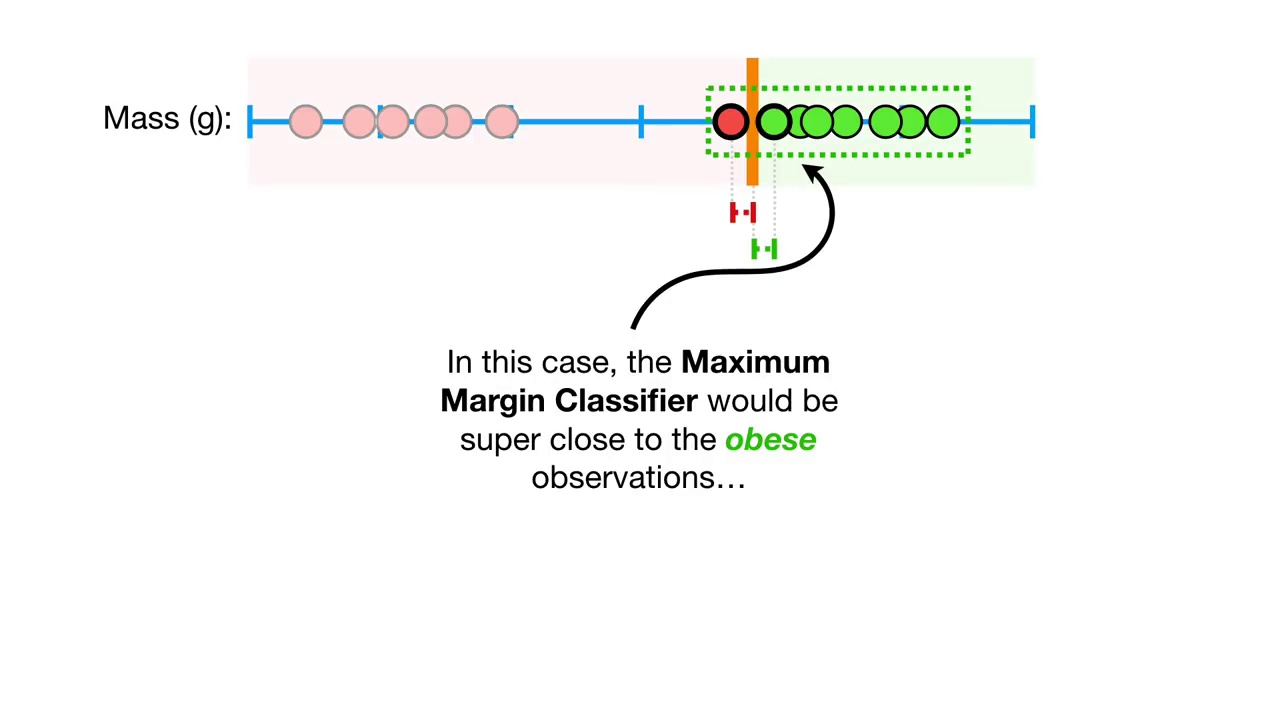 Mass (g):
In this case, the Maximum
Margin Classifier would be
super close to the obese
observations…